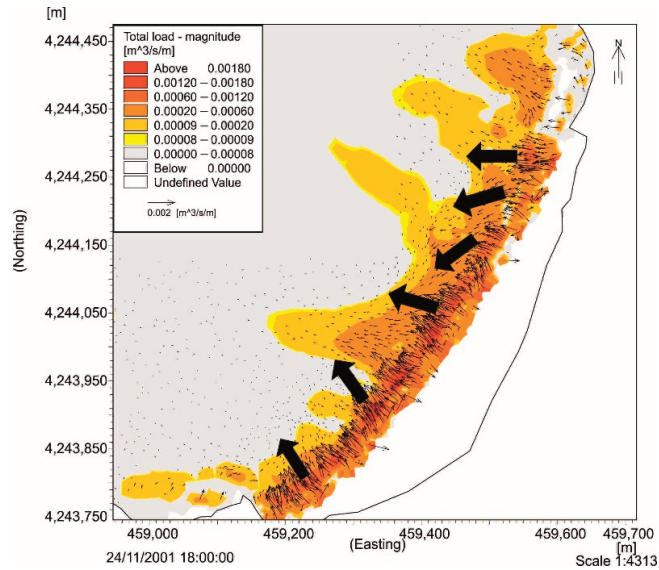 [m]
4,244,450
4,244,350
4,244,250
4,244,150
4,244,050
4,243,950
4,243,850
4,243,750
(Northing)
Total load - magnitude
[m^3/s/m]
Above 0.00180
0.00120 – 0.00180
0.00060 – 0.00120
0.00020 – 0.00060
0.00009 – 0.00020
0.00008 – 0.00009
0.00000 – 0.00008
Below 0.00000
Undefined Value
0.002 [m^3/s/m]
N
459,000 459,200 459,400 459,600 459,700
(Easting) [m]
24/11/2001 18:00:00 Scale 1:4313